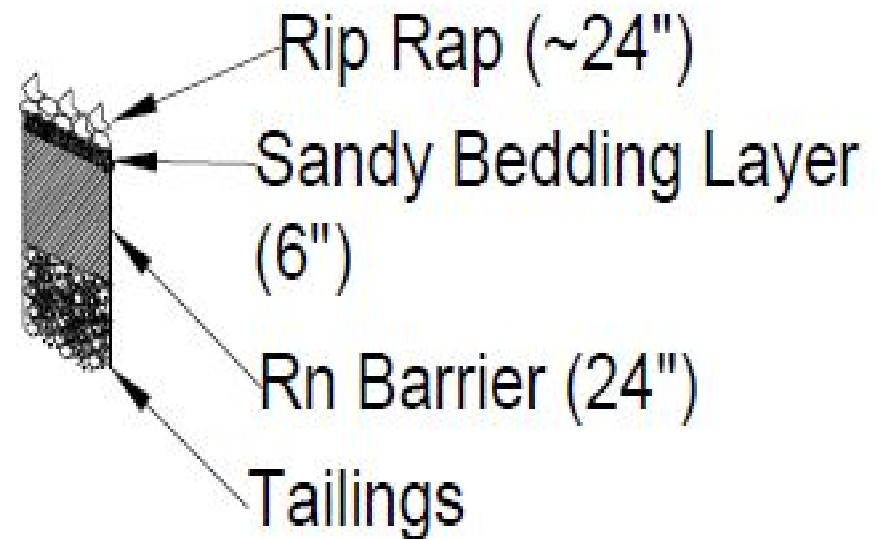 Rip Rap (~24")
Sandy Bedding Layer
(6")
Rn Barrier (24")
Tailings